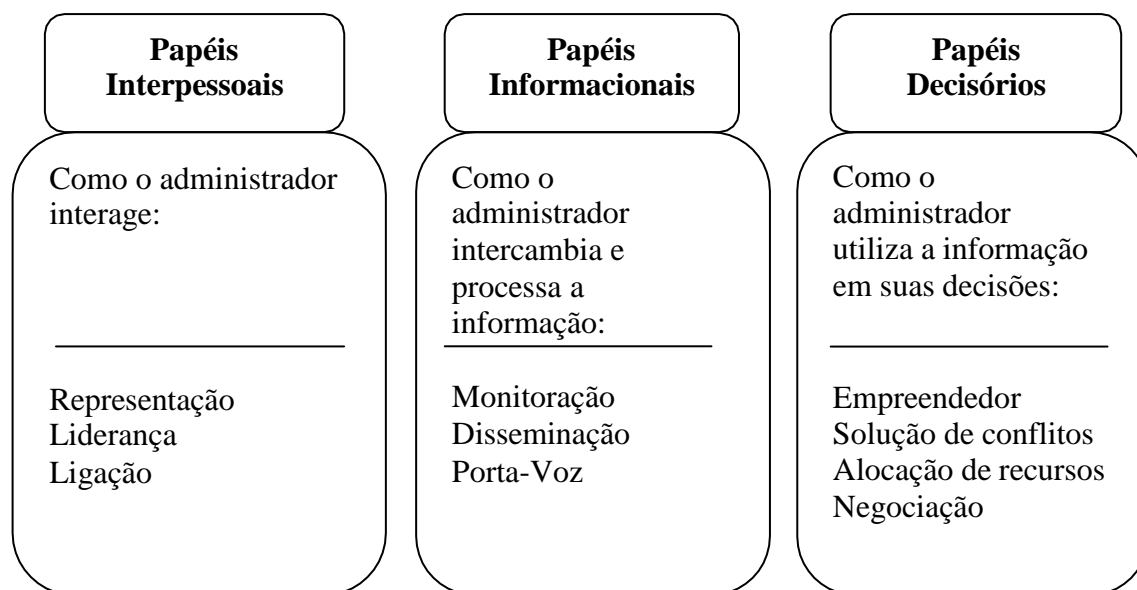 Papéis
Interpessoais
Como o administrador
interage:
Representação
Liderança
Ligação
Papéis
Informacionais
Como o
administrador
intercambia e
processa a
informação:
Monitoração
Disseminação
Porta-Voz
Papéis
Decisórios
Como o
administrador
utiliza a informação
em suas decisões:
Empreendedor
Solução de conflitos
Alocação de recursos
Negociação